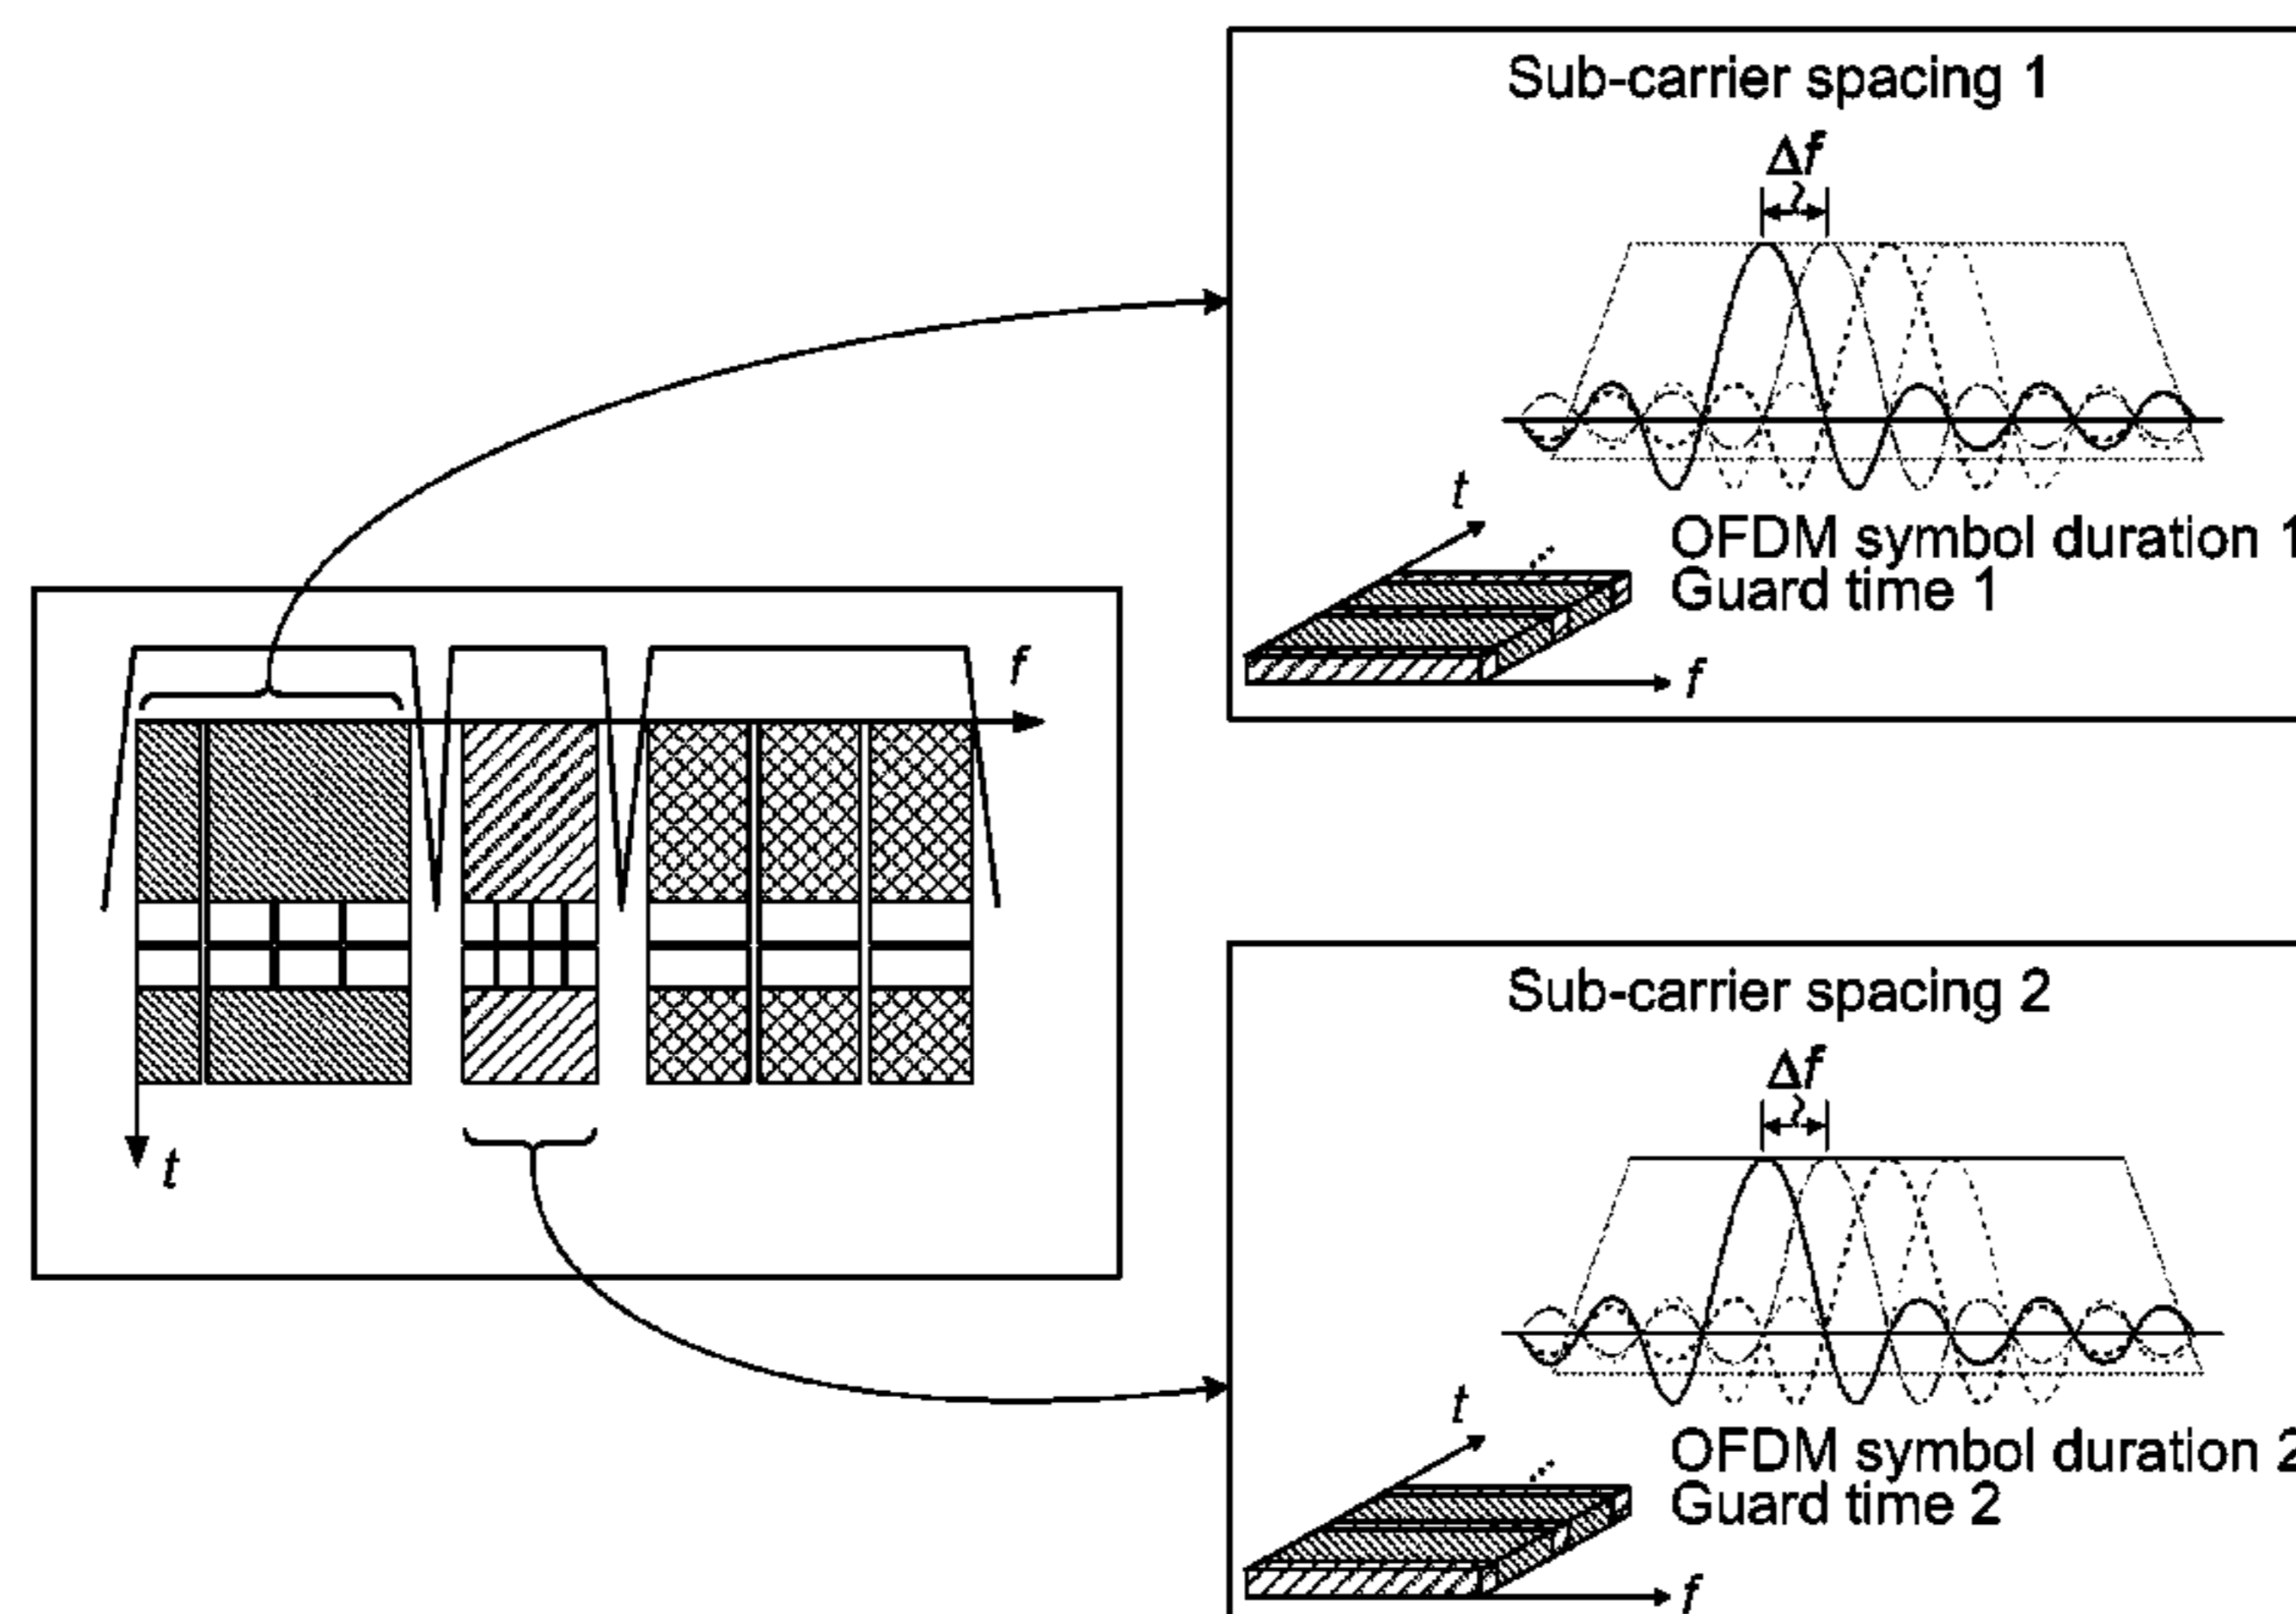 Sub-carrier spacing 1
Δf
t
OFDM symbol duration 1
Guard time 1
f
f
t
Sub-carrier spacing 2
Δf
t
OFDM symbol duration 2
Guard time 2
f